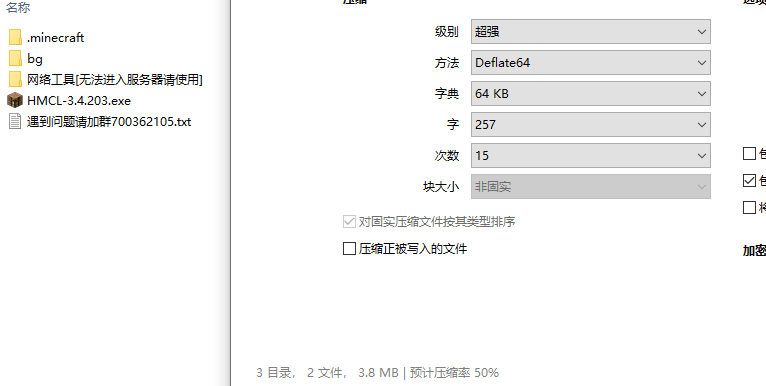 名称
.minecraft
bg
网络工具[无法进入服务器请使用]
HMCL-3.4.203.exe
遇到问题请加群700362105.txt
压缩
级别 超强
方法 Deflate64
字典 64 KB
字 257
次数 15
块大小 非固实
对固实压缩文件按其类型排序
压缩正被写入的文件
3 目录， 2 文件， 3.8 MB | 预计压缩率 50%
选项
包
包
将
加密